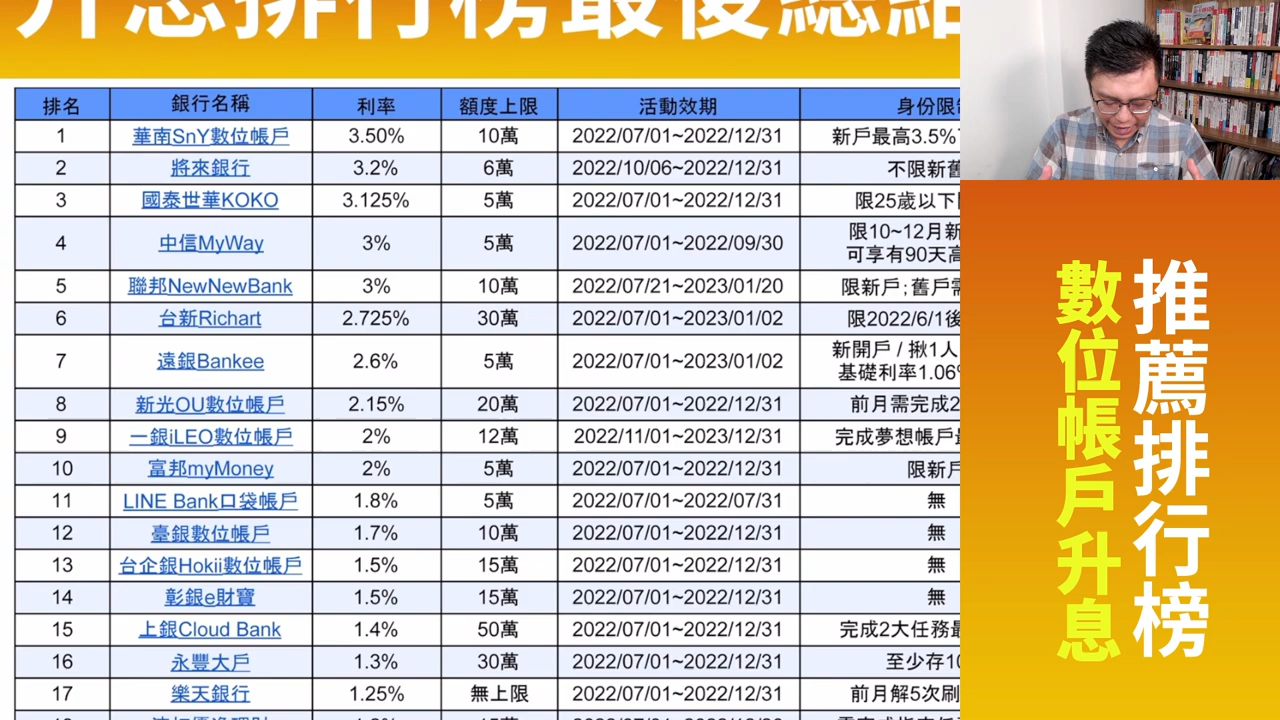 升息排行榜最後總結
排名 銀行名稱 利率 額度上限 活動效期 身份限制
1 華南SnY數位帳戶 3.50% 10萬 2022/07/01~2022/12/31 新戶最高3.5%
2 將來銀行 3.2% 6萬 2022/10/06~2022/12/31 不限新舊
3 國泰世華KOKO 3.125% 5萬 2022/07/01~2022/12/31 限25歲以下
4 中信MyWay 3% 5萬 2022/07/01~2022/09/30 限10~12月新
可享有90天高
5 聯邦NewNewBank 3% 10萬 2022/07/21~2023/01/20 限新戶;舊戶需
6 台新Richart 2.725% 30萬 2022/07/01~2023/01/02 限2022/6/1後
7 遠銀Bankee 2.6% 5萬 2022/07/01~2023/01/02 新開戶 / 揪1人
基礎利率1.06%
8 新光OU數位帳戶 2.15% 20萬 2022/07/01~2022/12/31 前月需完成2
9 一銀iLEO數位帳戶 2% 12萬 2022/11/01~2023/12/31 完成夢想帳戶最
10 富邦myMoney 2% 5萬 2022/07/01~2022/12/31 限新戶
11 LINE Bank口袋帳戶 1.8% 5萬 2022/07/01~2022/07/31 無
12 臺銀數位帳戶 1.7% 10萬 2022/07/01~2022/12/31 無
13 台企銀Hokii數位帳戶 1.5% 15萬 2022/07/01~2022/12/31 無
14 彰銀e財寶 1.5% 15萬 2022/07/01~2022/12/31 無
15 上銀Cloud Bank 1.4% 50萬 2022/07/01~2022/12/31 完成2大任務最
16 永豐大戶 1.3% 30萬 2022/07/01~2022/12/31 至少存10
17 樂天銀行 1.25% 無上限 2022/07/01~2022/12/31 前月解5次刷
推薦排行榜
數位帳戶升息